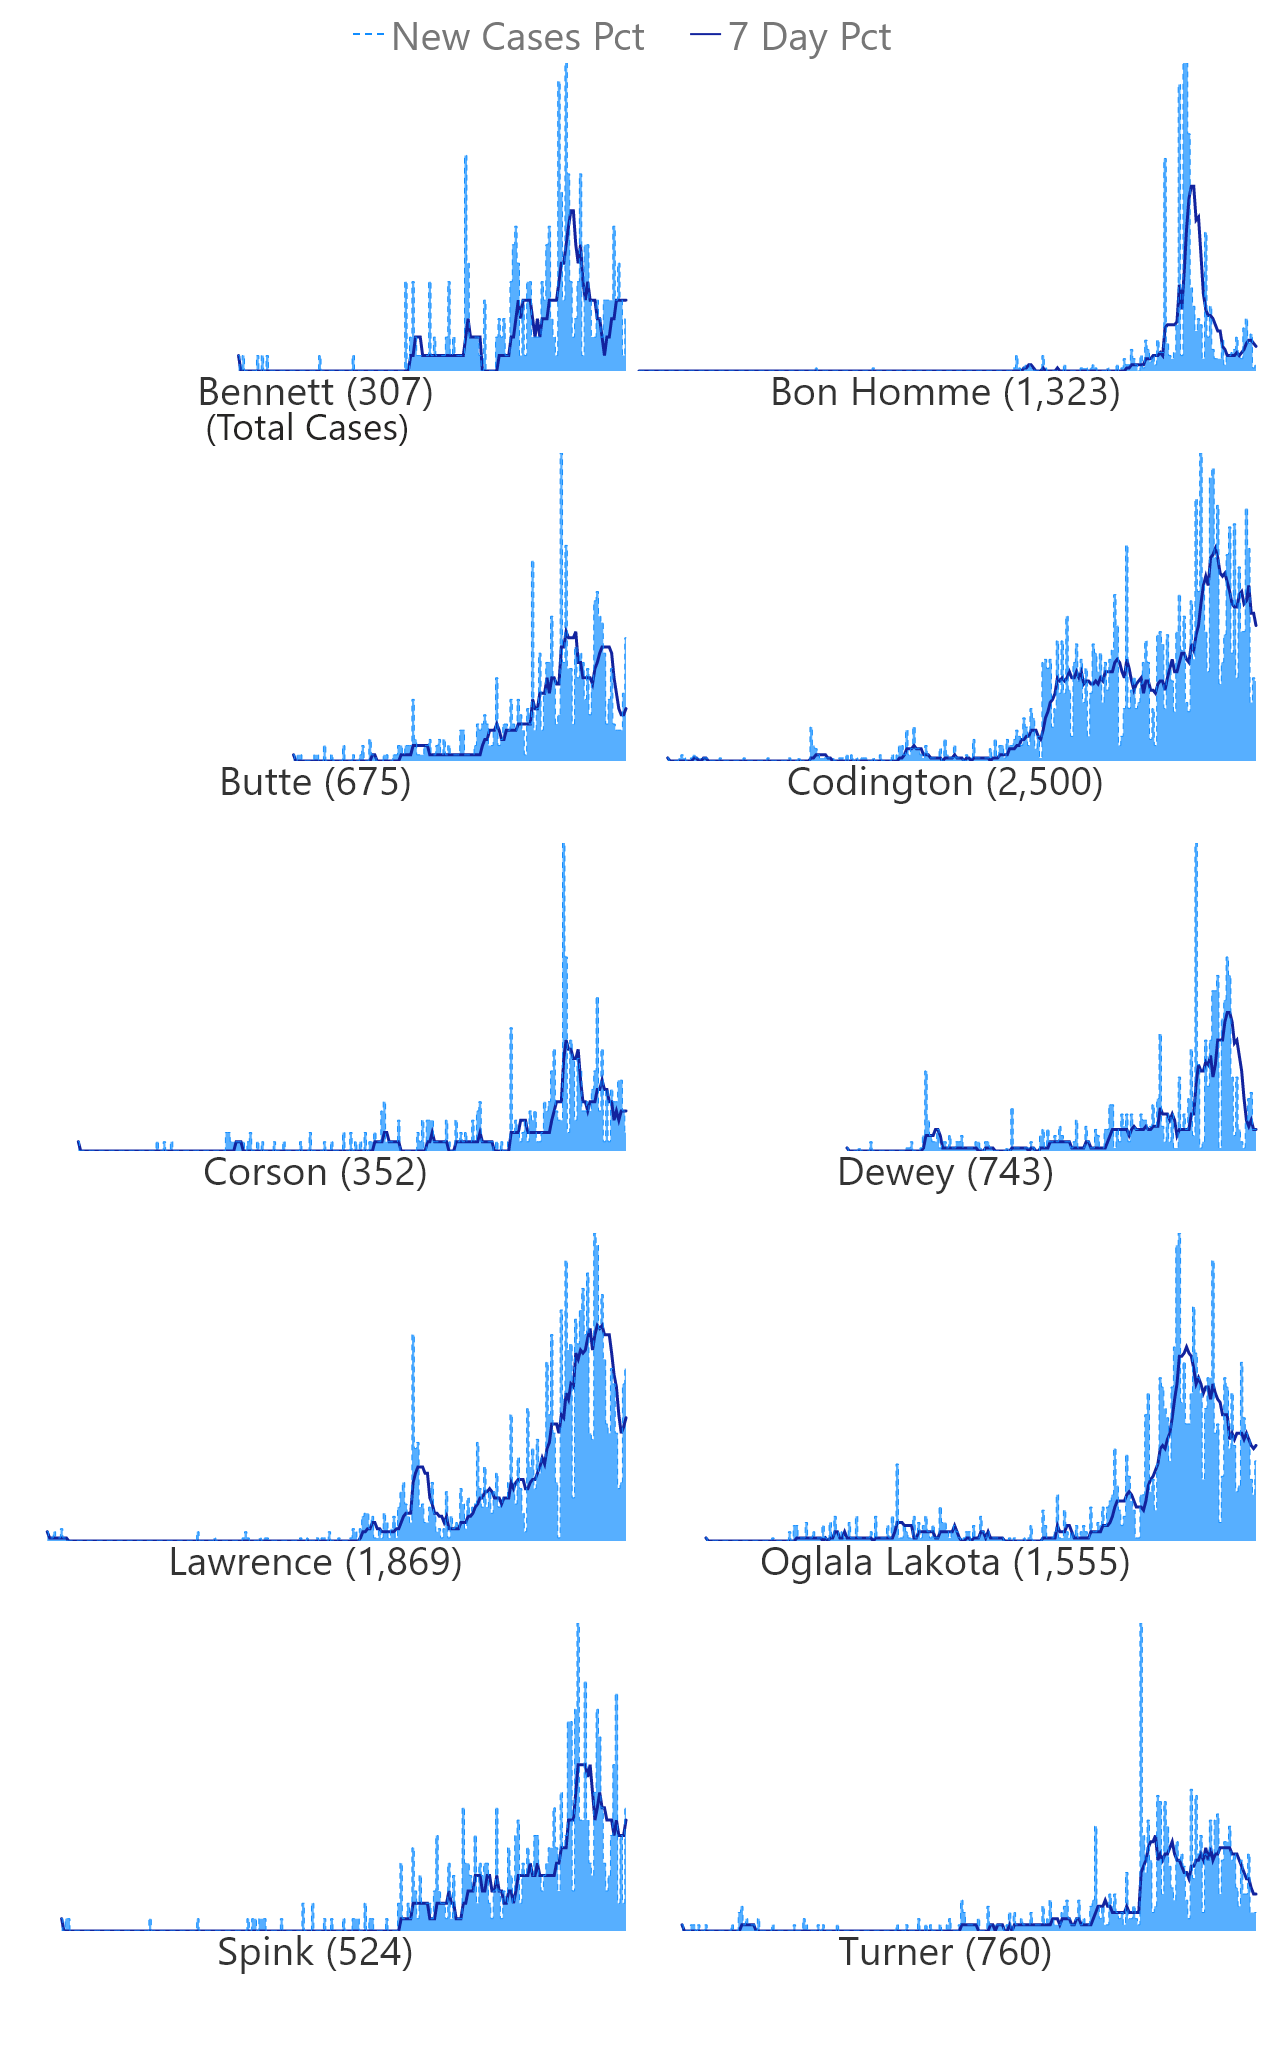 New Cases Pct 7 Day Pct
Bennett (307) Bon Homme (1,323)
(Total Cases)
Butte (675) Codington (2,500)
Corson (352) Dewey (743)
Lawrence (1,869) Oglala Lakota (1,555)
Spink (524) Turner (760)